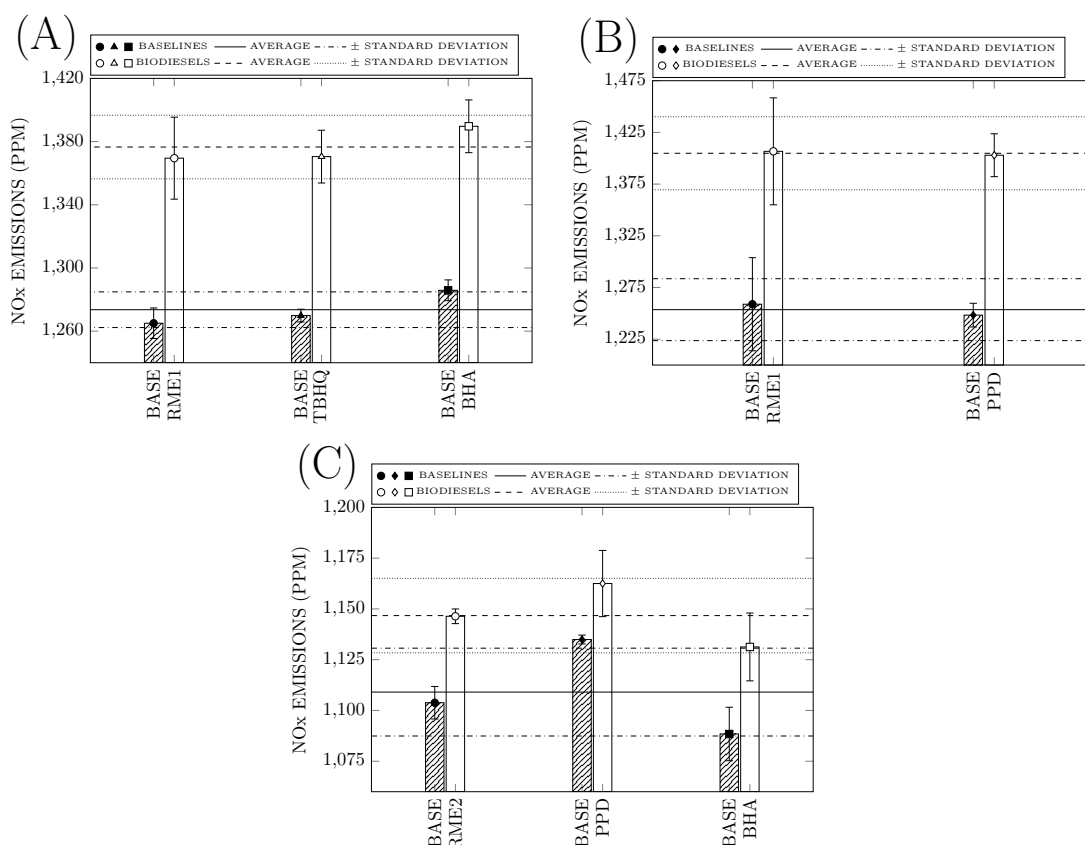 (A)
BASELINES AVERAGE ± STANDARD DEVIATION
BIODIESELS AVERAGE ± STANDARD DEVIATION
NOx EMISSIONS (PPM)
1,420
1,380
1,340
1,300
1,260
BASE
RME1
BASE
TBHQ
BASE
BHA
(B)
BASELINES AVERAGE ± STANDARD DEVIATION
BIODIESELS AVERAGE ± STANDARD DEVIATION
NOx EMISSIONS (PPM)
1,475
1,425
1,375
1,325
1,275
1,225
BASE
RME1
BASE
PPD
(C)
BASELINES AVERAGE ± STANDARD DEVIATION
BIODIESELS AVERAGE ± STANDARD DEVIATION
NOx EMISSIONS (PPM)
1,200
1,175
1,150
1,125
1,100
1,075
BASE
RME2
BASE
PPD
BASE
BHA